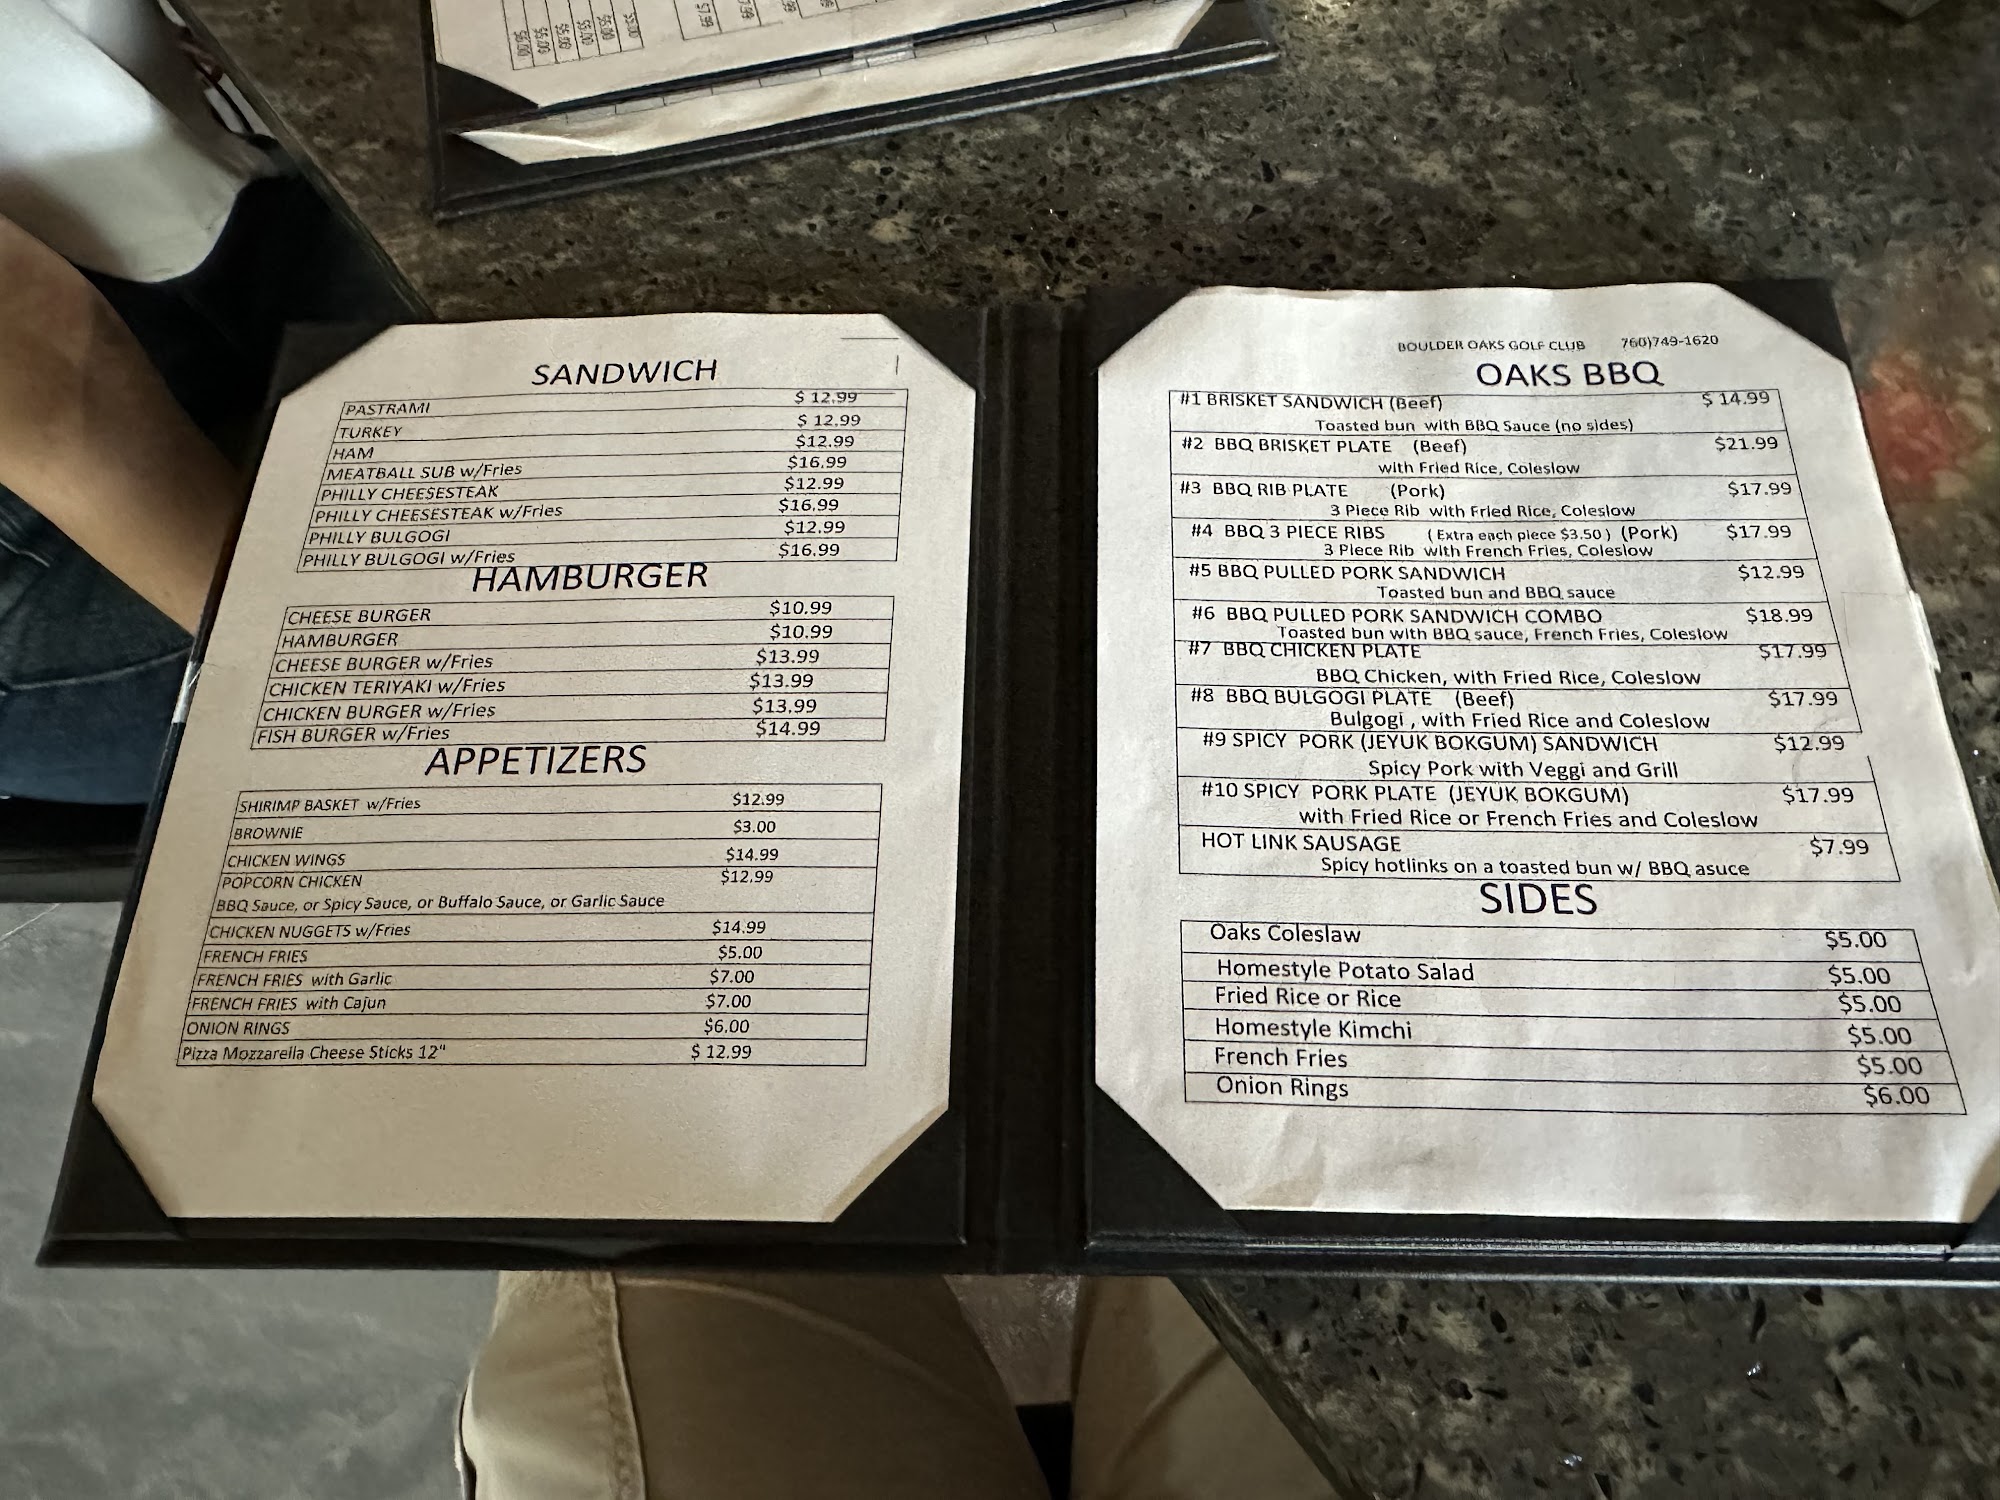 $6.00
$5.00
$5.00
$5.00
$5.00
SANDWICH
PASTRAMI $ 12.99
TURKEY $ 12.99
HAM $12.99
MEATBALL SUB w/Fries $16.99
PHILLY CHEESESTEAK $12.99
PHILLY CHEESESTEAK w/Fries $16.99
PHILLY BULGOGI $12.99
PHILLY BULGOGI w/Fries $16.99
HAMBURGER
CHEESE BURGER $10.99
HAMBURGER $10.99
CHEESE BURGER w/Fries $13.99
CHICKEN TERIYAKI w/Fries $13.99
CHICKEN BURGER w/Fries $13.99
FISH BURGER w/Fries $14.99
APPETIZERS
SHIRIMP BASKET w/Fries $12.99
BROWNIE $3.00
CHICKEN WINGS $14.99
POPCORN CHICKEN $12.99
BBQ Sauce, or Spicy Sauce, or Buffalo Sauce, or Garlic Sauce
CHICKEN NUGGETS w/Fries $14.99
FRENCH FRIES $5.00
FRENCH FRIES with Garlic $7.00
FRENCH FRIES with Cajun $7.00
ONION RINGS $6.00
Pizza Mozzarella Cheese Sticks 12" $ 12.99
BOULDER OAKS GOLF CLUB 760)749-1620
OAKS BBQ
#1 BRISKET SANDWICH (Beef) $ 14.99
Toasted bun with BBQ Sauce (no sides)
#2 BBQ BRISKET PLATE (Beef) $21.99
with Fried Rice, Coleslow
#3 BBQ RIB PLATE (Pork) $17.99
3 Piece Rib with Fried Rice, Coleslow
#4 BBQ 3 PIECE RIBS ( Extra each piece $3.50 ) (Pork) $17.99
3 Piece Rib with French Fries, Coleslow
#5 BBQ PULLED PORK SANDWICH $12.99
Toasted bun and BBQ sauce
#6 BBQ PULLED PORK SANDWICH COMBO $18.99
Toasted bun with BBQ sauce, French Fries, Coleslow
#7 BBQ CHICKEN PLATE $17.99
BBQ Chicken, with Fried Rice, Coleslow
#8 BBQ BULGOGI PLATE (Beef) $17.99
Bulgogi , with Fried Rice and Coleslow
#9 SPICY PORK (JEYUK BOKGUM) SANDWICH $12.99
Spicy Pork with Veggi and Grill
#10 SPICY PORK PLATE (JEYUK BOKGUM) $17.99
with Fried Rice or French Fries and Coleslow
HOT LINK SAUSAGE $7.99
Spicy hotlinks on a toasted bun w/ BBQ asuce
SIDES
Oaks Coleslaw $5.00
Homestyle Potato Salad $5.00
Fried Rice or Rice $5.00
Homestyle Kimchi $5.00
French Fries $5.00
Onion Rings $6.00